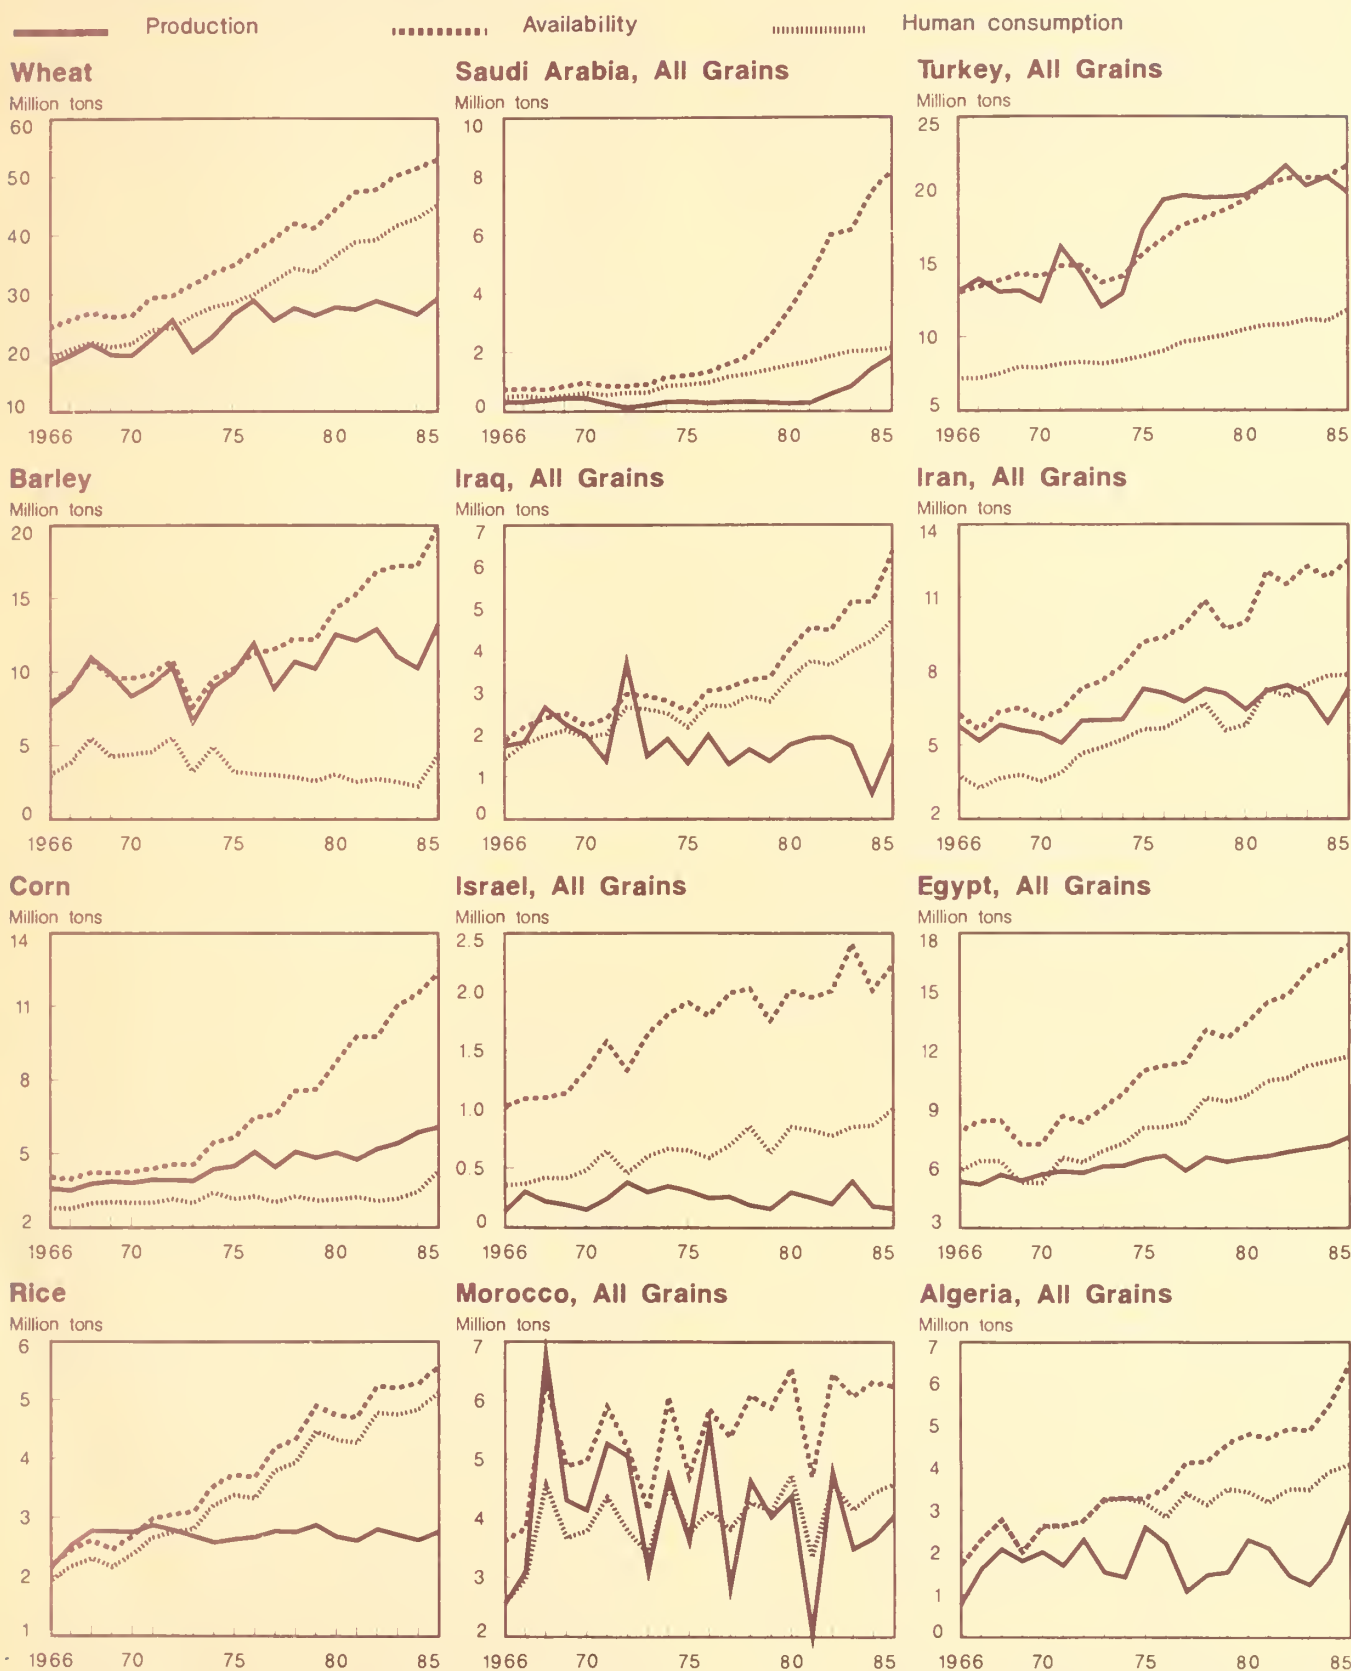 Production Availability Human consumption
Wheat
Million tons
60
50
40
30
20
10
1966 70 75 80 85
Saudi Arabia, All Grains
Million tons
10
8
6
4
2
0
1966 70 75 80 85
Turkey, All Grains
Million tons
25
20
15
10
5
1966 70 75 80 85
Barley
Million tons
20
15
10
5
0
1966 70 75 80 85
Iraq, All Grains
Million tons
7
6
5
4
3
2
1
0
1966 70 75 80 85
Iran, All Grains
Million tons
14
11
8
5
2
1966 70 75 80 85
Corn
Million tons
14
11
8
5
2
1966 70 75 80 85
Israel, All Grains
Million tons
2.5
2.0
1.5
1.0
0.5
0
1966 70 75 80 85
Egypt, All Grains
Million tons
18
15
12
9
6
3
1966 70 75 80 85
Rice
Million tons
6
5
4
3
2
1
1966 70 75 80 85
Morocco, All Grains
Million tons
7
6
5
4
3
2
1966 70 75 80 85
Algeria, All Grains
Million tons
7
6
5
4
3
2
1
0
1966 70 75 80 85